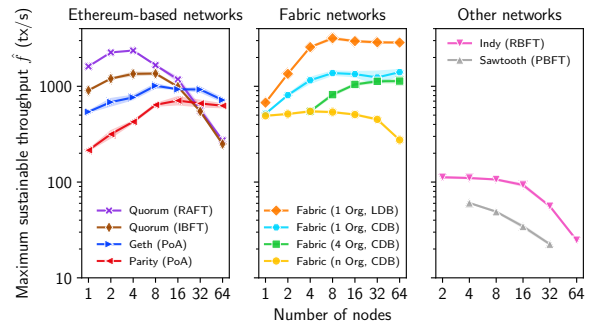 Ethereum-based networks
Fabric networks
Other networks
Maximum sustainable throughput f̂ (tx/s)
1000
100
10
Quorum (RAFT)
Quorum (IBFT)
Geth (PoA)
Parity (PoA)
1 2 4 8 16 32 64
Fabric (1 Org, LDB)
Fabric (1 Org, CDB)
Fabric (4 Org, CDB)
Fabric (n Org, CDB)
1 2 4 8 16 32 64
Indy (RBFT)
Sawtooth (PBFT)
2 4 8 16 32 64
Number of nodes